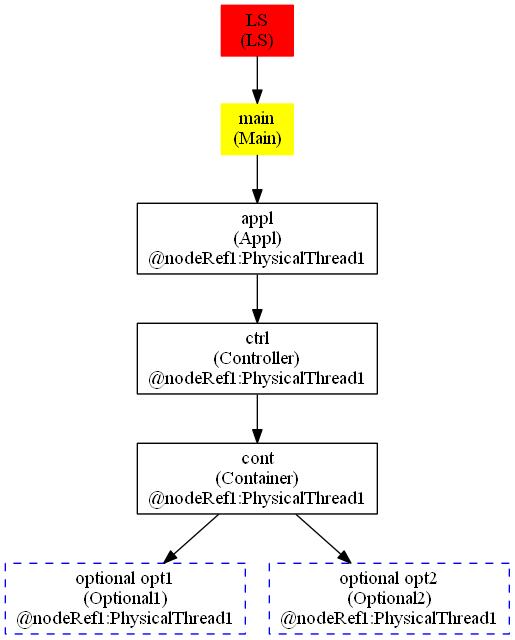 LS
(LS)
main
(Main)
appl
(Appl)
@nodeRef1:PhysicalThread1
ctrl
(Controller)
@nodeRef1:PhysicalThread1
cont
(Container)
@nodeRef1:PhysicalThread1
optional opt1
(Optional1)
@nodeRef1:PhysicalThread1
optional opt2
(Optional2)
@nodeRef1:PhysicalThread1